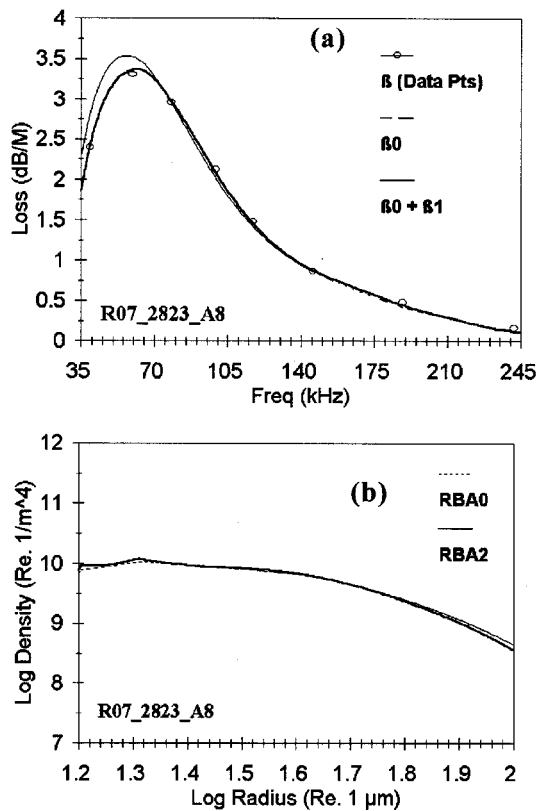 (a)
4
3.5
3
2.5
2
1.5
1
0.5
0
Loss (dB/M)
ß (Data Pts)
ß0
ß0 + ß1
R07_2823_A8
35 70 105 140 175 210 245
Freq (kHz)
12
11
10
9
8
7
Log Density (Re. 1/m^4)
(b)
RBA0
RBA2
R07_2823_A8
1.2 1.3 1.4 1.5 1.6 1.7 1.8 1.9 2
Log Radius (Re. 1 µm)